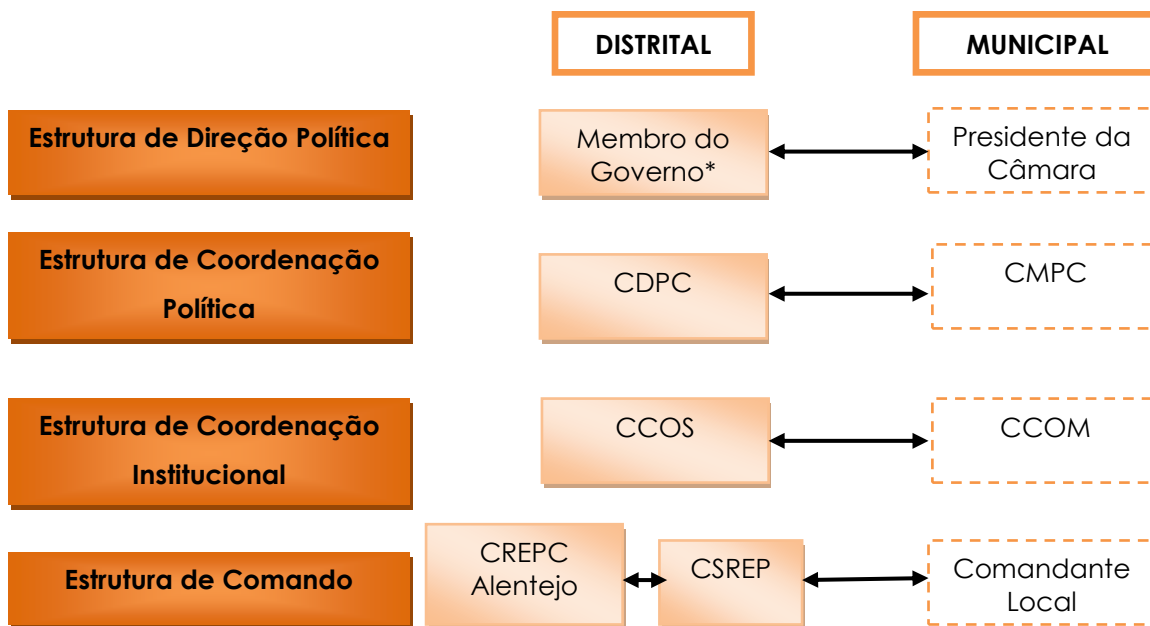 DISTRITAL
MUNICIPAL
Estrutura de Direção Política
Membro do
Governo*
Presidente da
Câmara
Estrutura de Coordenação
Política
CDPC
CMPC
Estrutura de Coordenação
Institucional
CCOS
CCOM
Estrutura de Comando
CREPC
Alentejo
CSREP
Comandante
Local